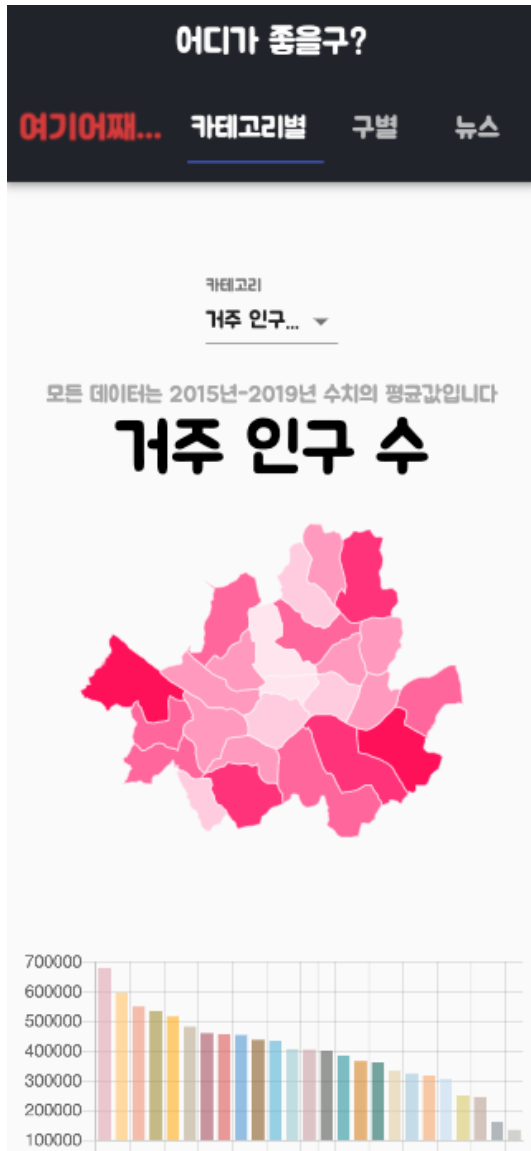 어디가 좋을구?
여기어때... 카테고리별 구별 뉴스
카테고리
거주 인구...
모든 데이터는 2015년-2019년 수치의 평균값입니다
거주 인구 수
700000
600000
500000
400000
300000
200000
100000